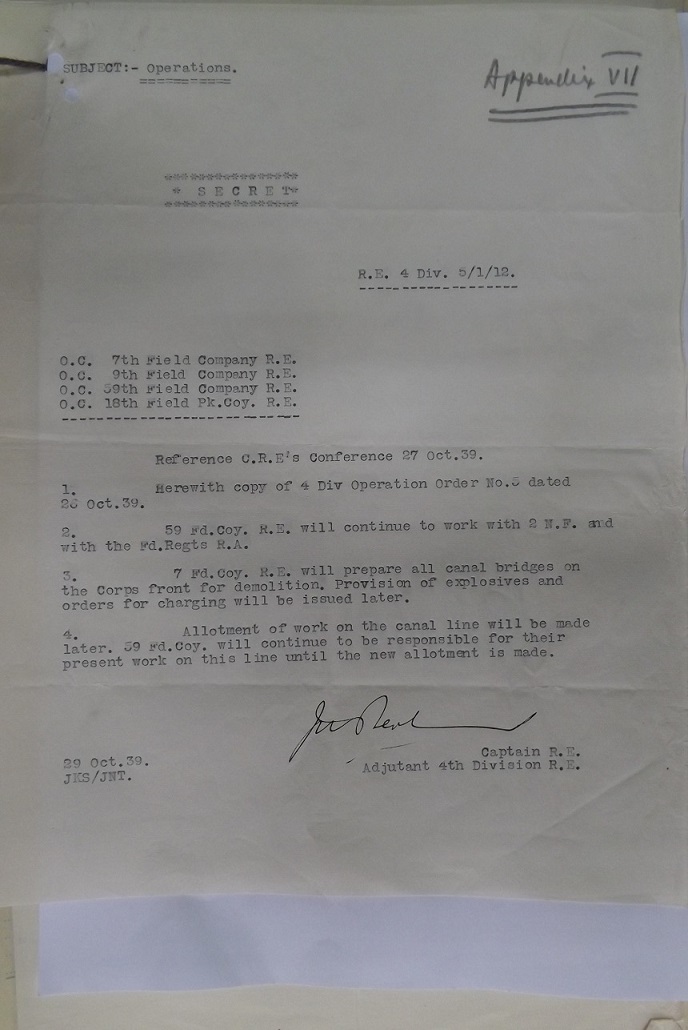 SUBJECT:- Operations.
Appendix VII
* S E C R E T *
R.E. 4 Div. 5/1/12.
O.C. 7th Field Company R.E.
O.C. 9th Field Company R.E.
O.C. 59th Field Company R.E.
O.C. 18th Field Pk.Coy. R.E.
Reference C.R.E's Conference 27 Oct.39.
1. Herewith copy of 4 Div Operation Order No. dated
Oct.39.
2. 59 Fd.Coy. R.E. will continue to work with 2 N.F. and
with the Fd.Regts R.A.
3. 7 Fd.Coy. R.E. will prepare all canal bridges on
the Corps front for demolition. Provision of explosives and
orders for charging will be issued later.
4. Allotment of work on the canal line will be made
later. 59 Fd.Coy. will continue to be responsible for their
present work on this line until the new allotment is made.
Captain R.E.
29 Oct.39. Adjutant 4th Division R.E.
JKS/JNT.